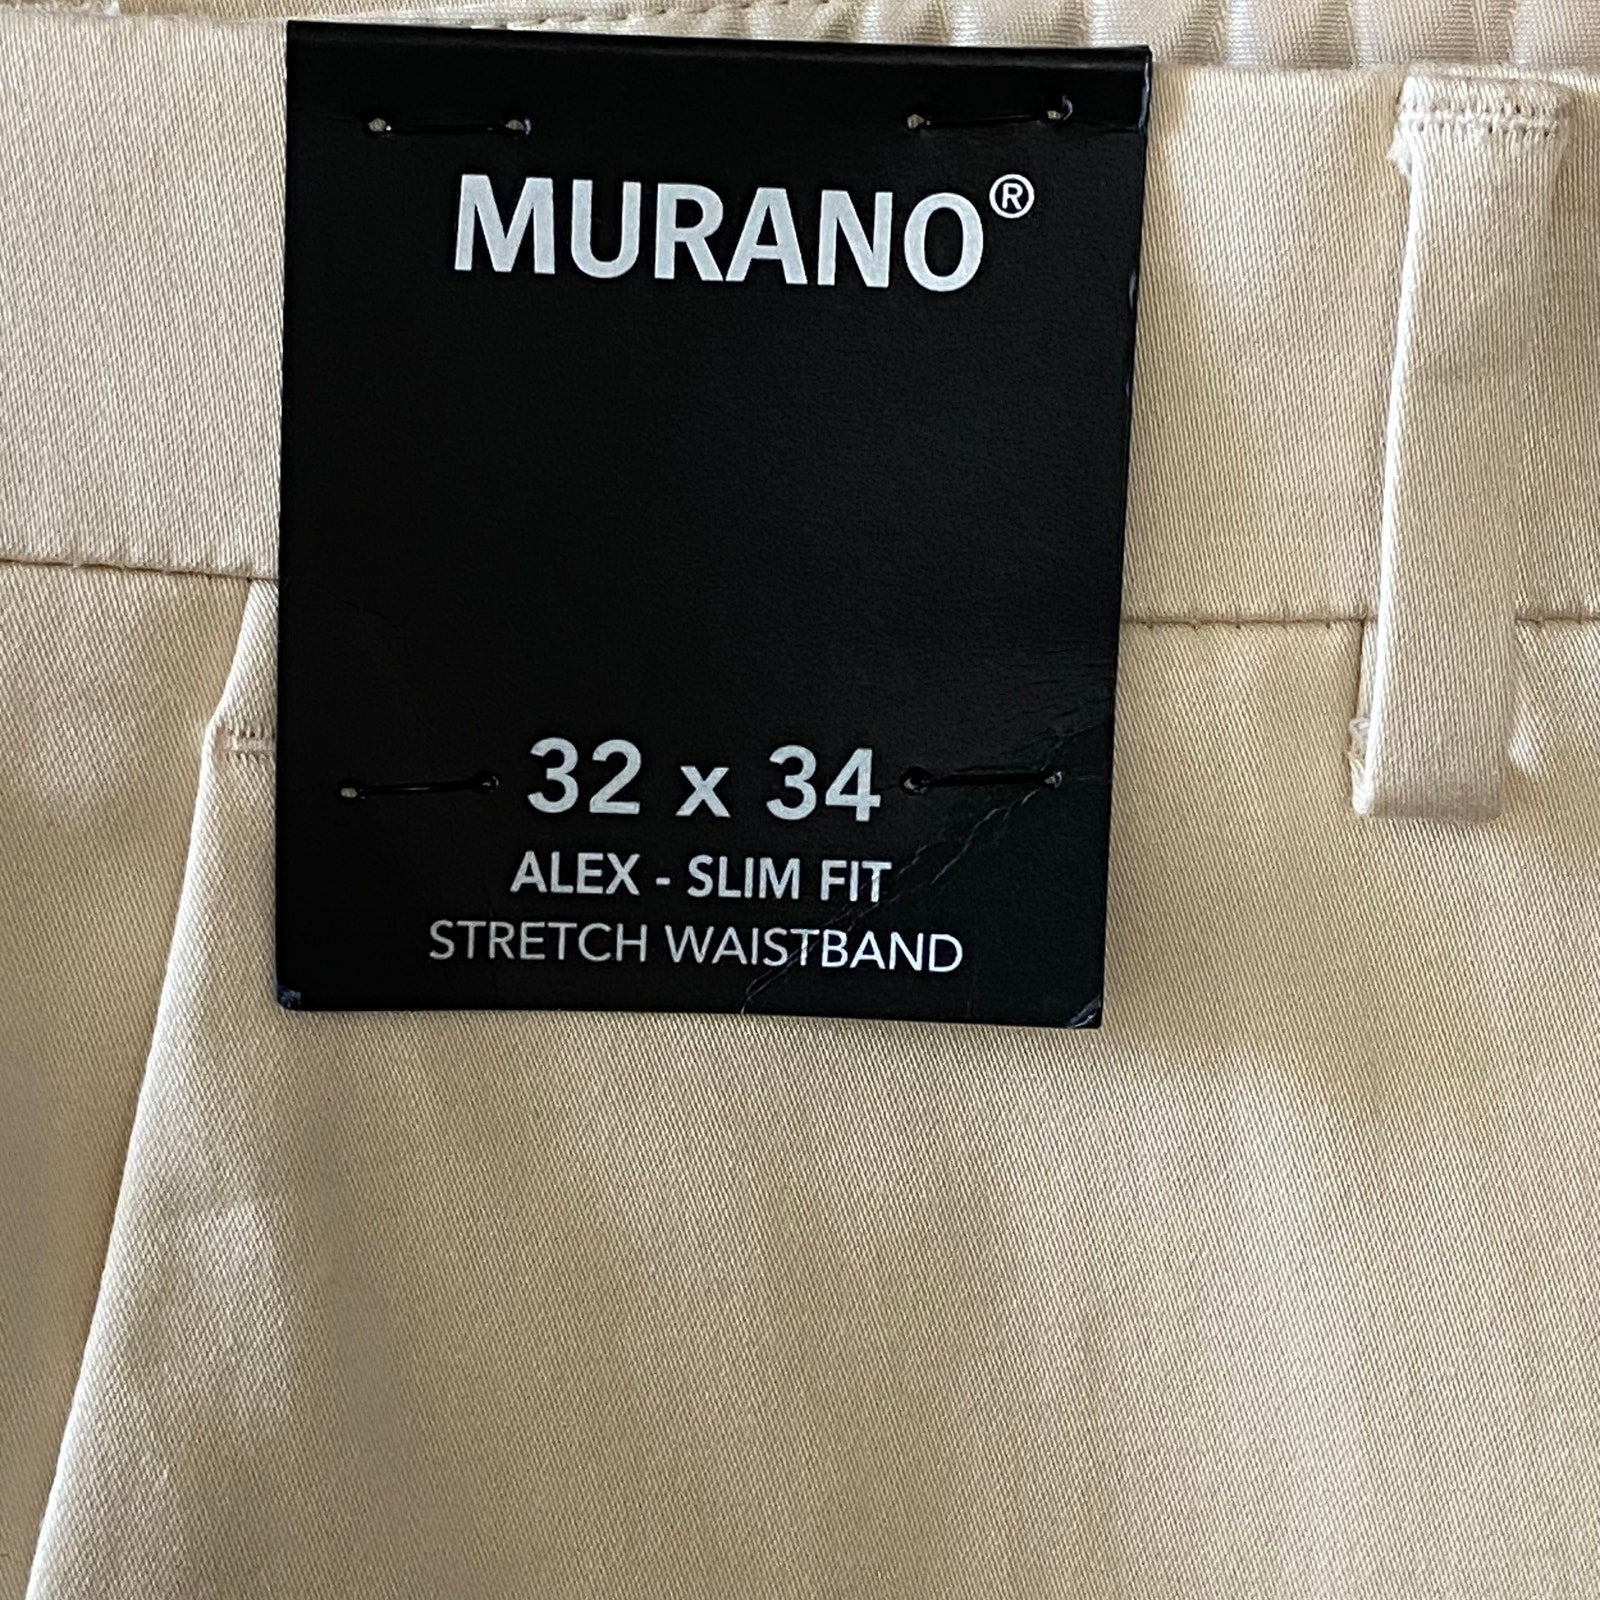 MURANO®
32 x 34
ALEX - SLIM FIT
STRETCH WAISTBAND